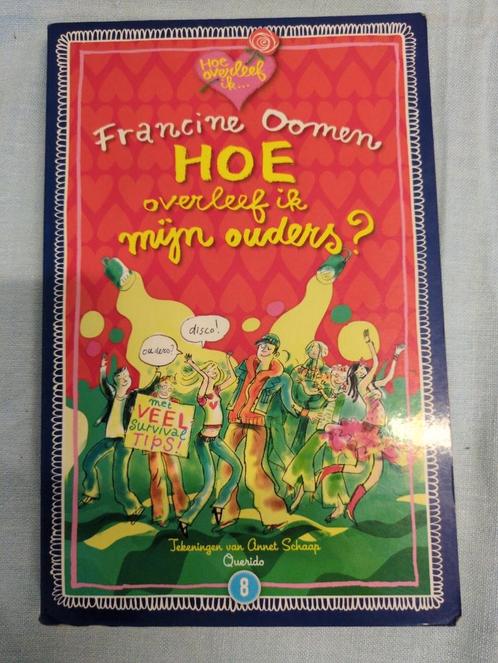 Hoe
overleef
ik...
Francine Oomen
HOE
overleef ik
mijn ouders?
disco!
ouders?
met
VEEL
survival
TIPS!
Tekeningen van Annet Schaap
Querido
8